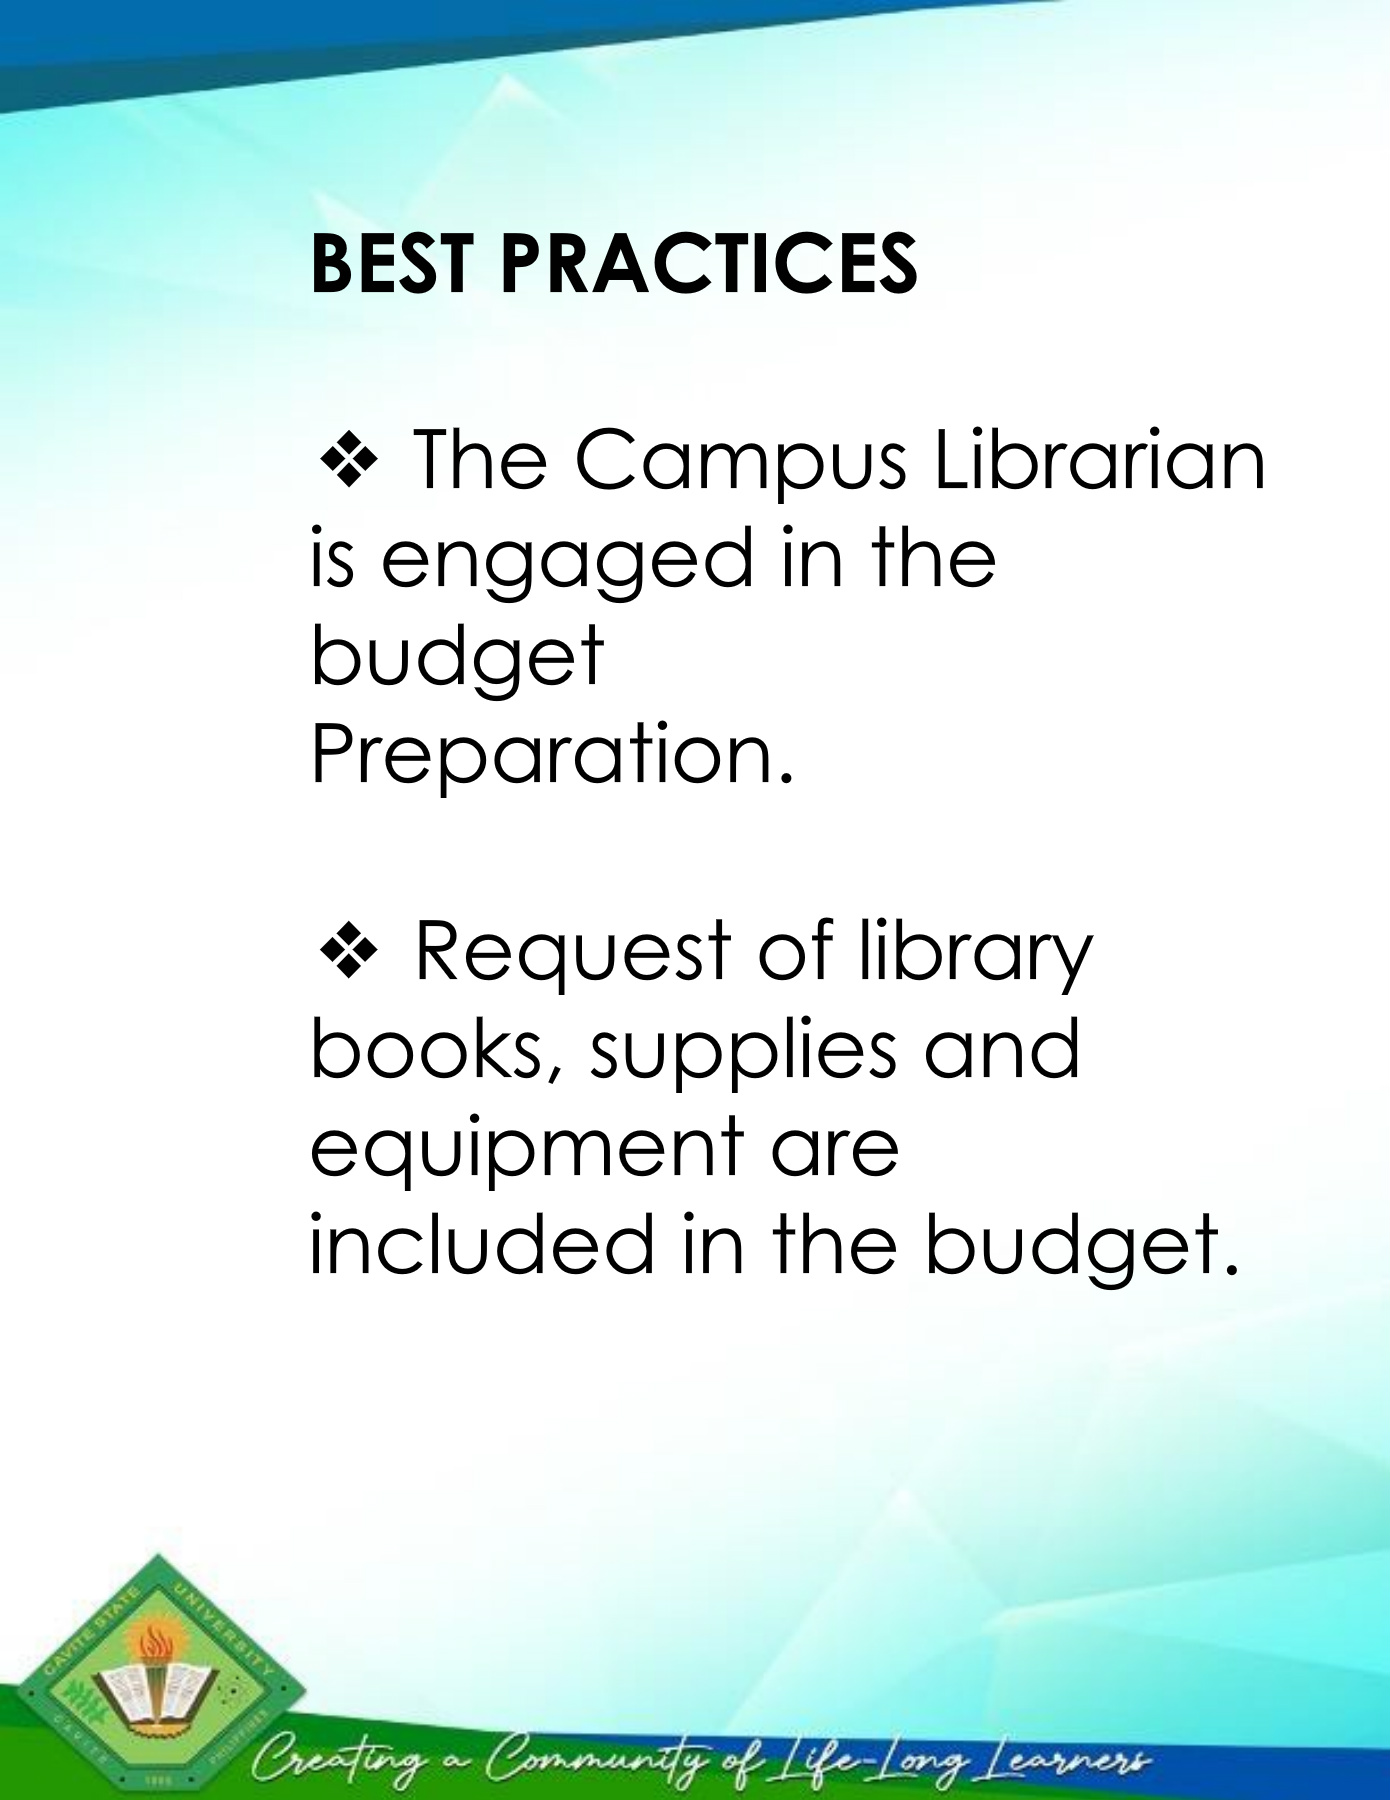 BEST PRACTICES
❖ The Campus Librarian
is engaged in the
budget
Preparation.
❖ Request of library
books, supplies and
equipment are
included in the budget.
CAVITE STATE UNIVERSITY
CAVITE
PHILIPPINES
Creating a Community of Life-Long Learners